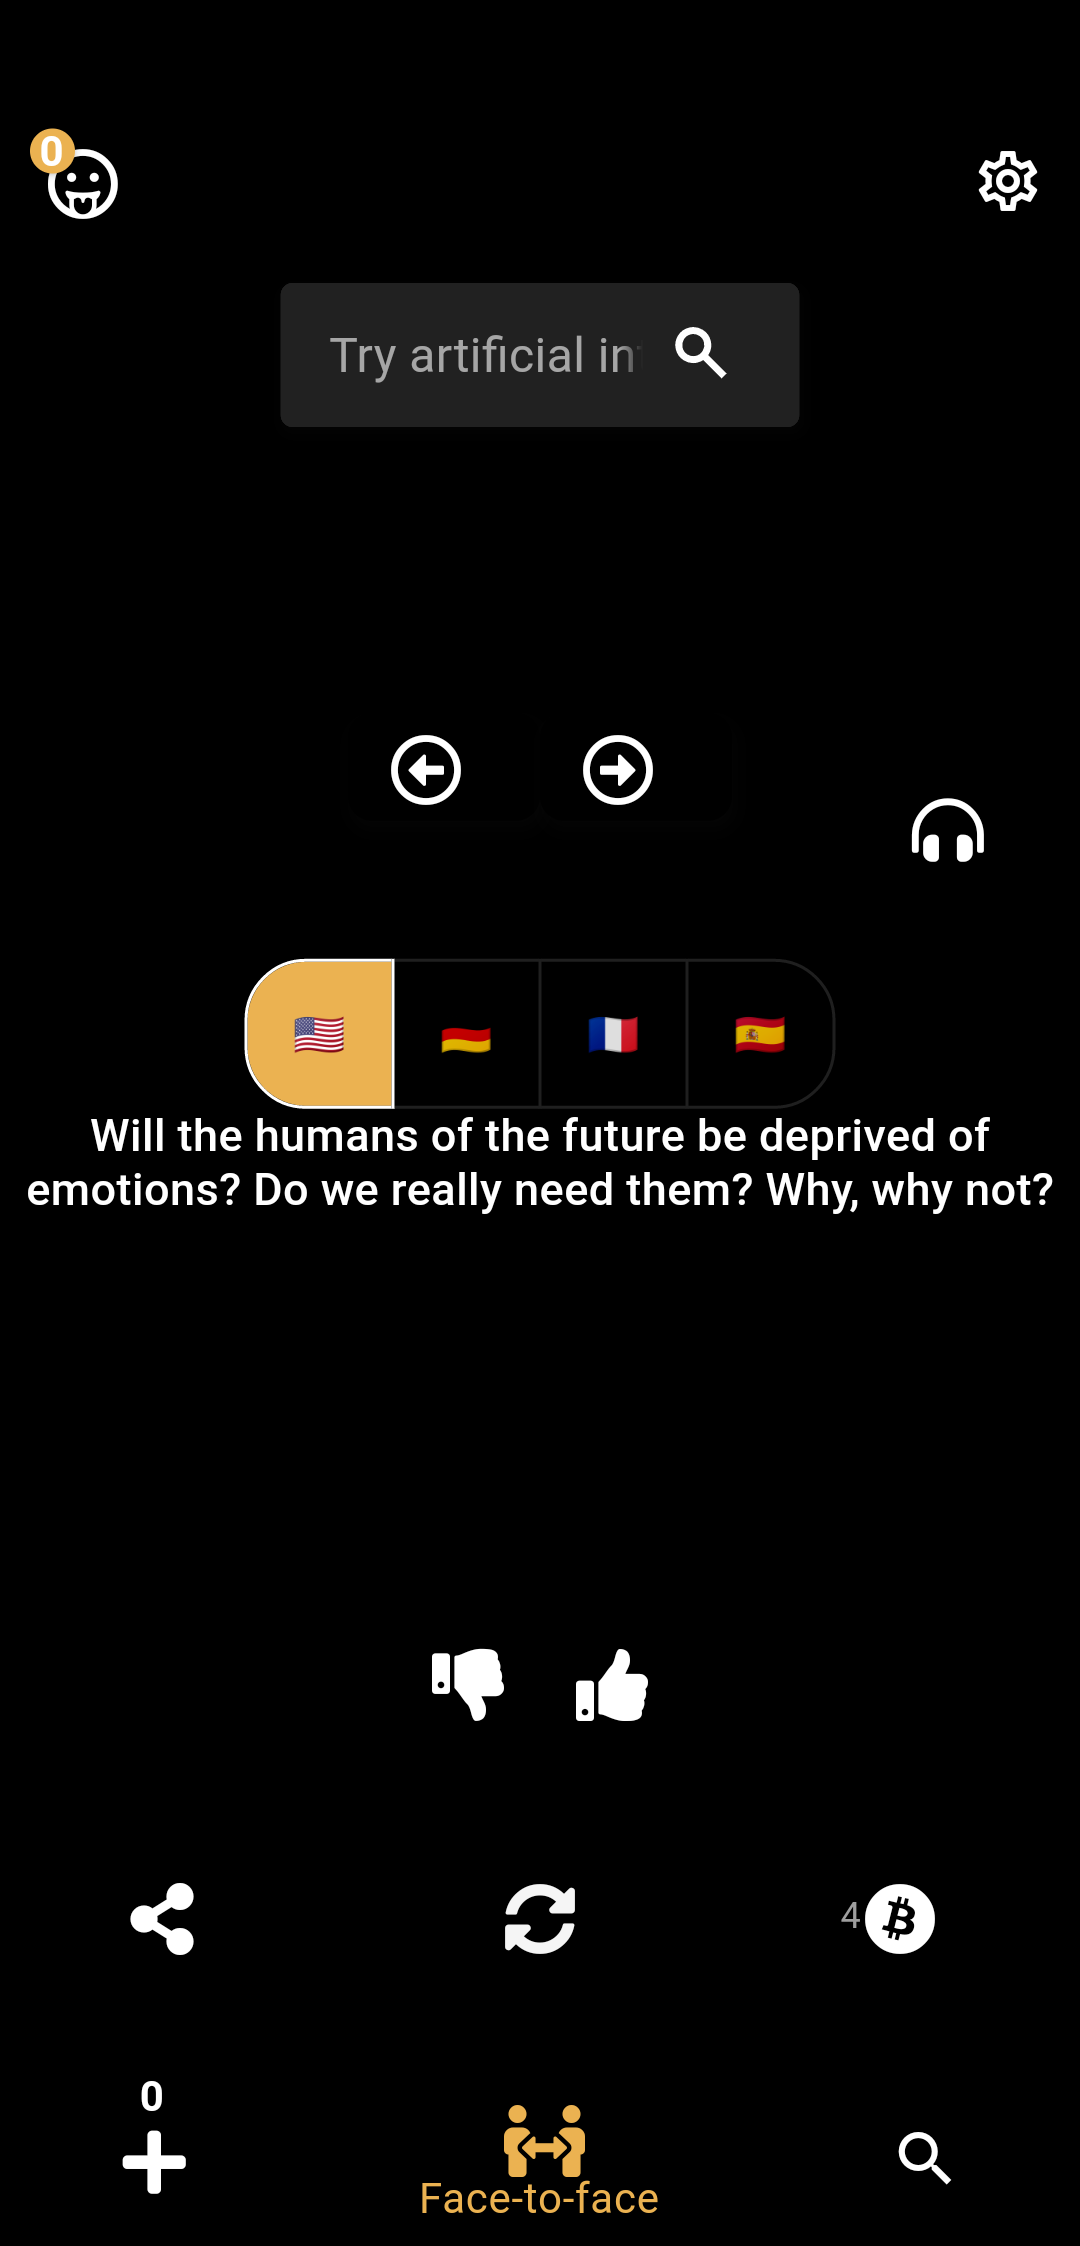 0
Try artificial in
Will the humans of the future be deprived of
emotions? Do we really need them? Why, why not?
4
0
Face-to-face